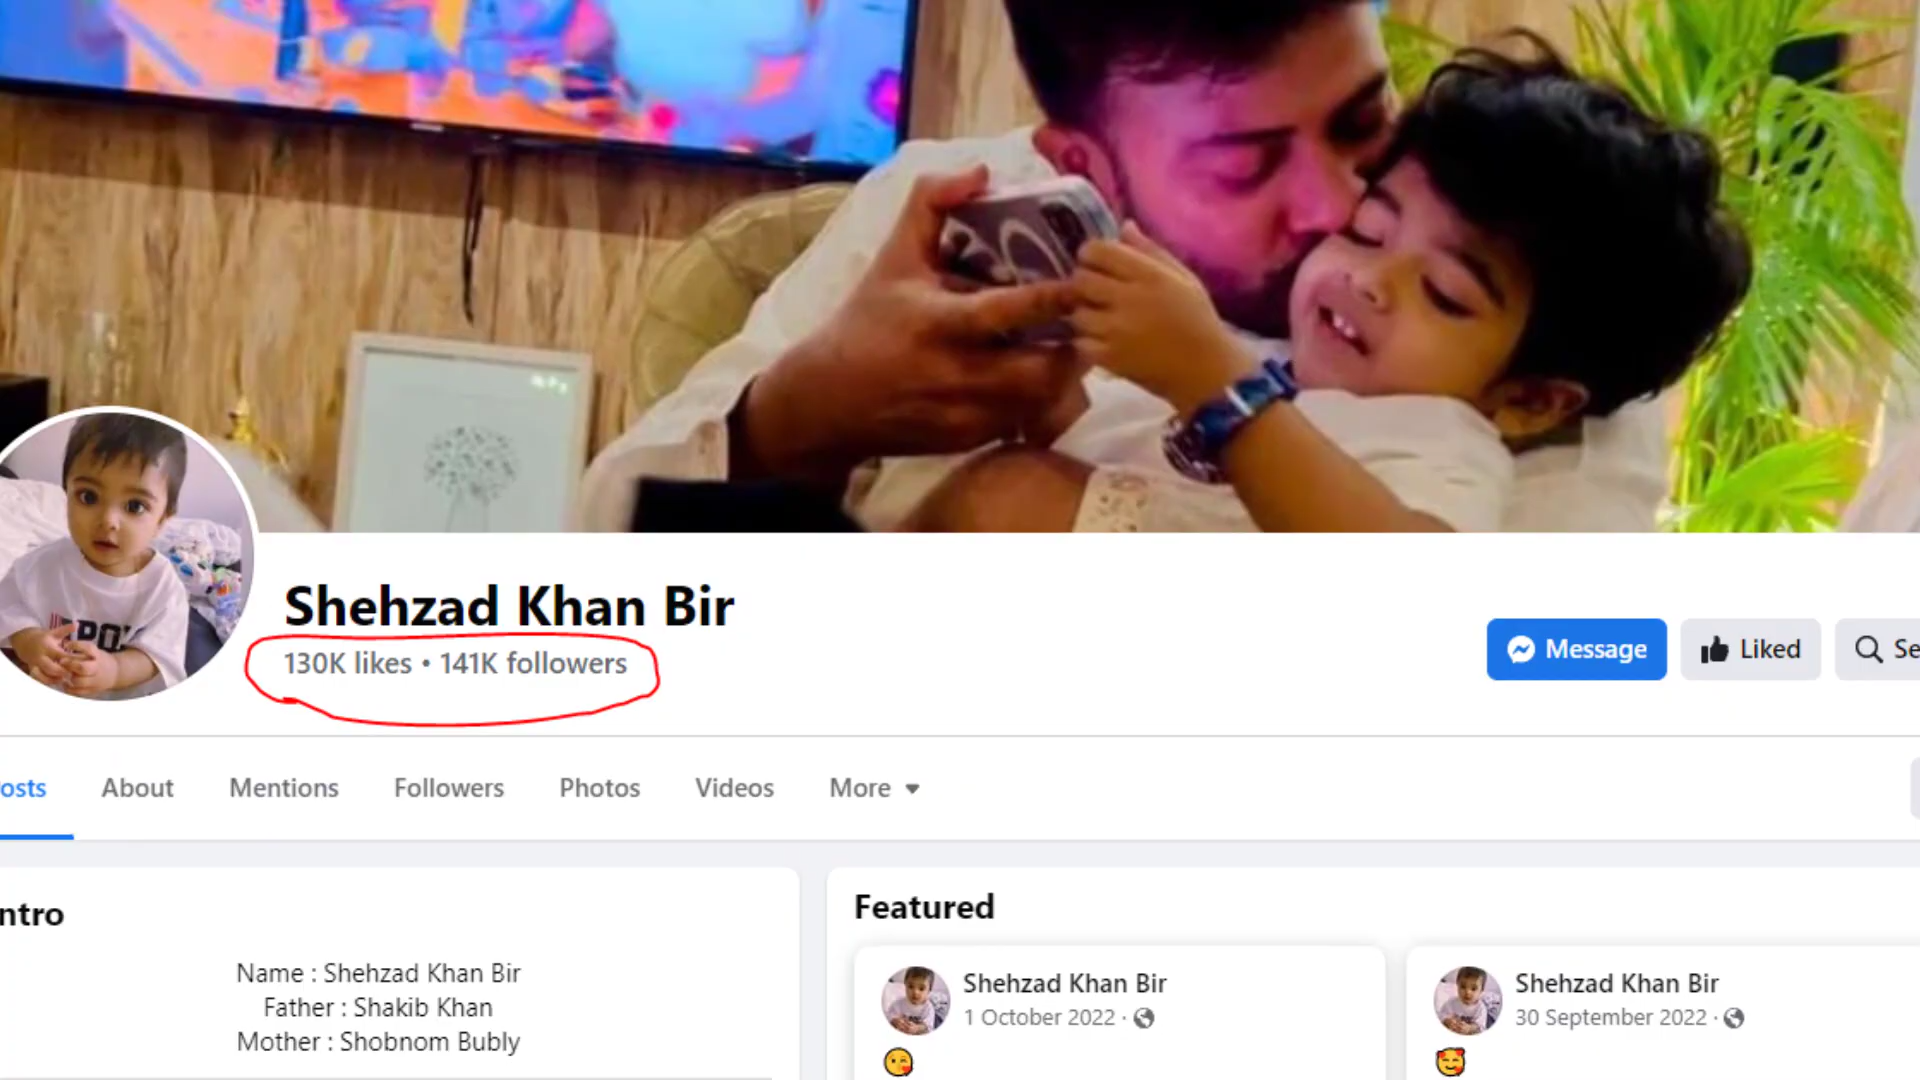 Shehzad Khan Bir
130K likes • 141K followers
Message
Liked
Se
osts
About
Mentions
Followers
Photos
Videos
More
ntro
Name : Shehzad Khan Bir
Father : Shakib Khan
Mother : Shobnom Bubly
Featured
Shehzad Khan Bir
1 October 2022 ·
Shehzad Khan Bir
30 September 2022 ·